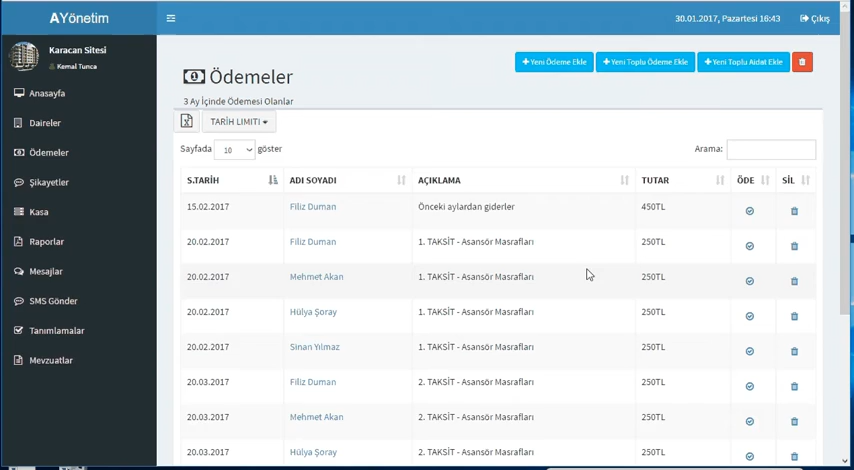 AYönetim
30.01.2017, Pazartesi 16:43
Çıkış
Karacan Sitesi
Kemal Tunca
Anasayfa
Daireler
Ödemeler
Şikayetler
Kasa
Raporlar
Mesajlar
SMS Gönder
Tanımlamalar
Mevzuatlar
Ödemeler
Yeni Ödeme Ekle
Yeni Toplu Ödeme Ekle
Yeni Toplu Aidat Ekle
3 Ay İçinde Ödemesi Olanlar
TARİH LIMITI
Sayfada 10 göster
Arama:
S.TARİH ADI SOYADI AÇIKLAMA TUTAR ÖDE SİL
15.02.2017 Filiz Duman Önceki aylardan giderler 450TL
20.02.2017 Filiz Duman 1. TAKSİT - Asansör Masrafları 250TL
20.02.2017 Mehmet Akan 1. TAKSİT - Asansör Masrafları 250TL
20.02.2017 Hülya Şoray 1. TAKSİT - Asansör Masrafları 250TL
20.02.2017 Sinan Yılmaz 1. TAKSİT - Asansör Masrafları 250TL
20.03.2017 Filiz Duman 2. TAKSİT - Asansör Masrafları 250TL
20.03.2017 Mehmet Akan 2. TAKSİT - Asansör Masrafları 250TL
20.03.2017 Hülya Şoray 2. TAKSİT - Asansör Masrafları 250TL